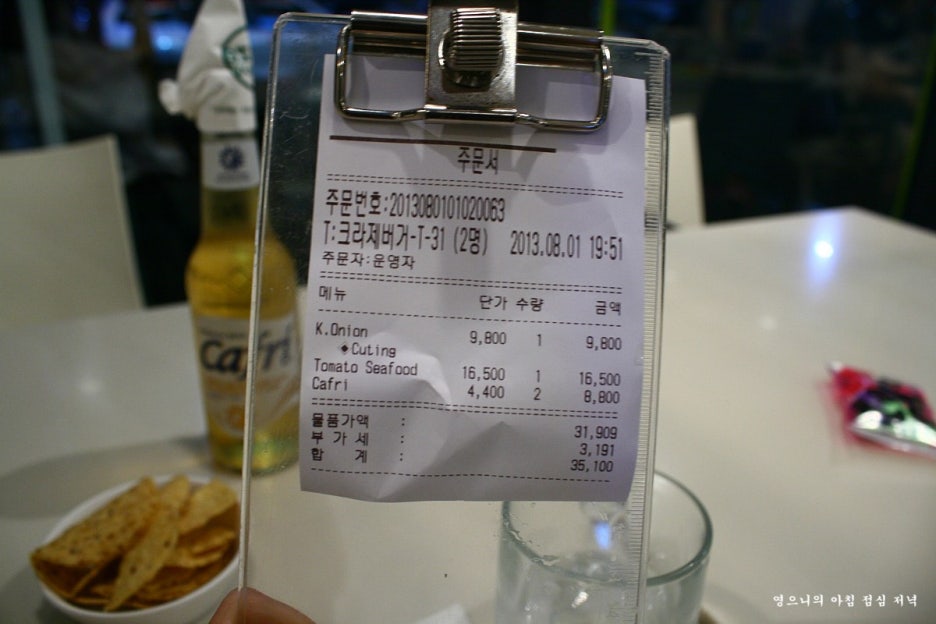 주문서
주문번호:2013080101020063
T:크라제버거-T-31 (2명) 2013.08.01 19:51
주문자:운영자
메뉴 단가 수량 금액
K.Onion 9,800 1 9,800
◈Cuting
Tomato Seafood 16,500 1 16,500
Cafri 4,400 2 8,800
물품가액 : 31,909
부 가 세 : 3,191
합 계 : 35,100
Cafri
영으니의 아침 점심 저녁